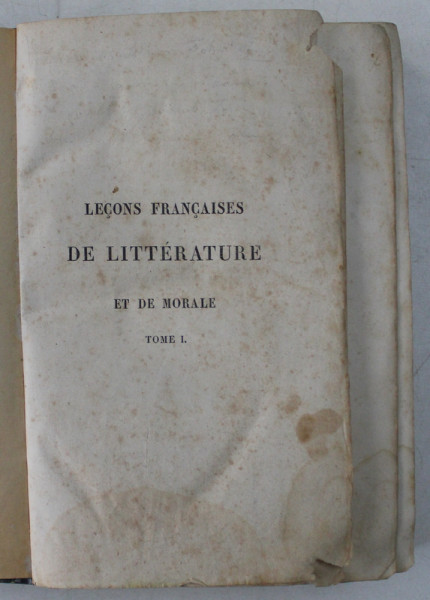 LEÇONS FRANÇAISES
DE LITTÉRATURE
ET DE MORALE
TOME I.